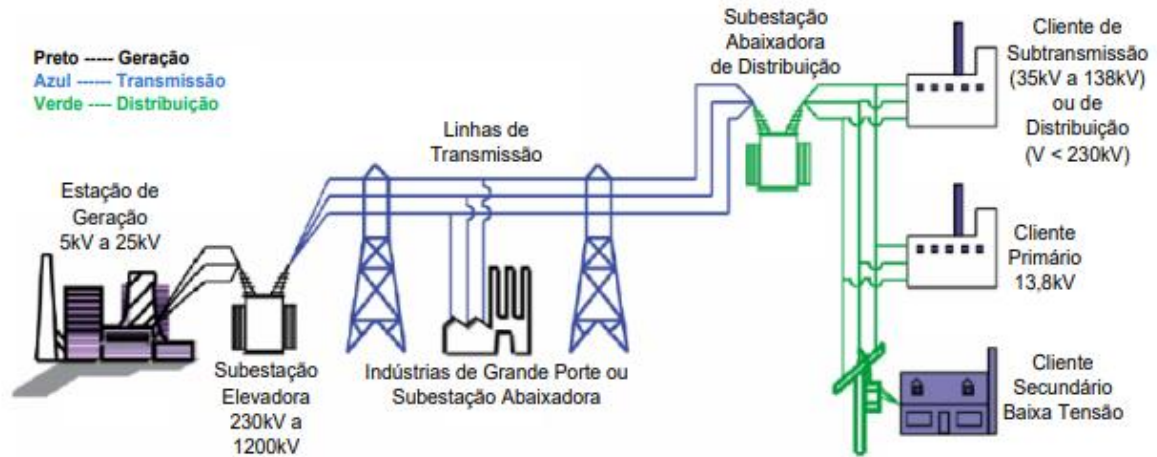 Preto ----- Geração
Azul ------ Transmissão
Verde ---- Distribuição
Estação de
Geração
5kV a 25kV
Subestação
Elevadora
230kV a
1200kV
Linhas de
Transmissão
Indústrias de Grande Porte ou
Subestação Abaixadora
Subestação
Abaixadora
de Distribuição
Cliente de
Subtransmissão
(35kV a 138kV)
ou de
Distribuição
(V < 230kV)
Cliente
Primário
13,8kV
Cliente
Secundário
Baixa Tensão